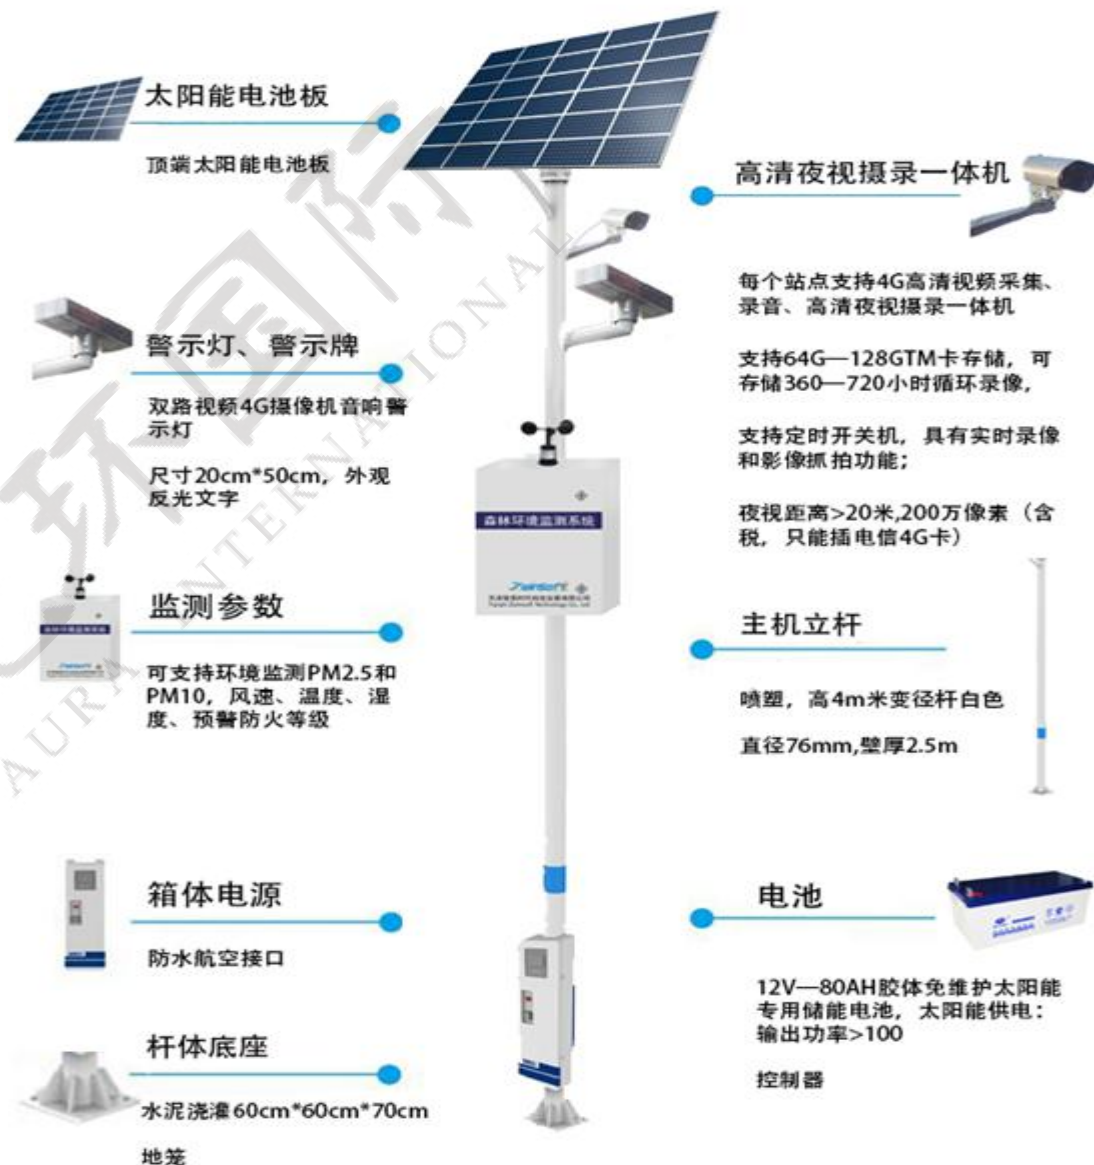 太阳能电池板
顶端太阳能电池板
高清夜视摄录一体机
每个站点支持4G高清视频采集、
录音、高清夜视摄录一体机
支持64G—128GTM卡存储，可
存储360—720小时循环录像，
支持定时开关机，具有实时录像
和影像抓拍功能；
夜视距离>20米,200万像素（含
税，只能插电信4G卡）
警示灯、警示牌
双路视频4G摄像机音响警
示灯
尺寸20cm*50cm，外观
反光文字
森林环境监测系统
监测参数
可支持环境监测PM2.5和
PM10，风速、温度、湿
度、预警防火等级
主机立杆
喷塑，高4m米变径杆白色
直径76mm,壁厚2.5m
箱体电源
防水航空接口
电池
12V—80AH胶体免维护太阳能
专用储能电池，太阳能供电：
输出功率>100
控制器
杆体底座
水泥浇灌60cm*60cm*70cm
地笼
环国际
AURA INTERNATIONAL